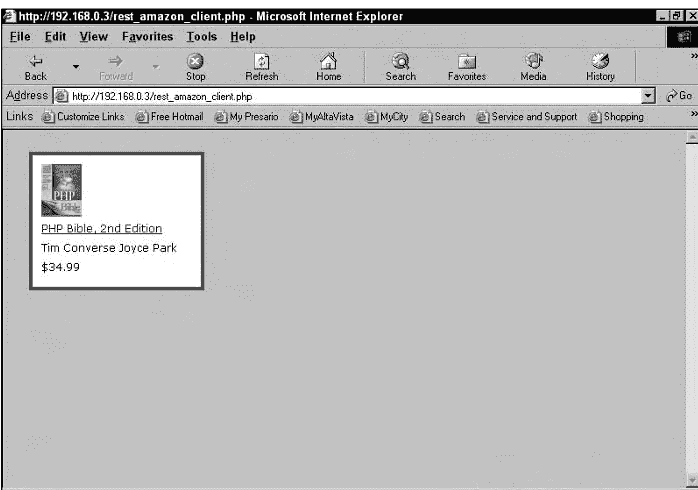 http://192.168.0.3/rest_amazon_client.php - Microsoft Internet Explorer
File Edit View Favorites Tools Help
Back Forward Stop Refresh Home Search Favorites Media History
Address http://192.168.0.3/rest_amazon_client.php Go
Links Customize Links Free Hotmail My Presario MyAltaVista MyCity Search Service and Support Shopping
PHP
Bible
PHP Bible, 2nd Edition
Tim Converse Joyce Park
$34.99